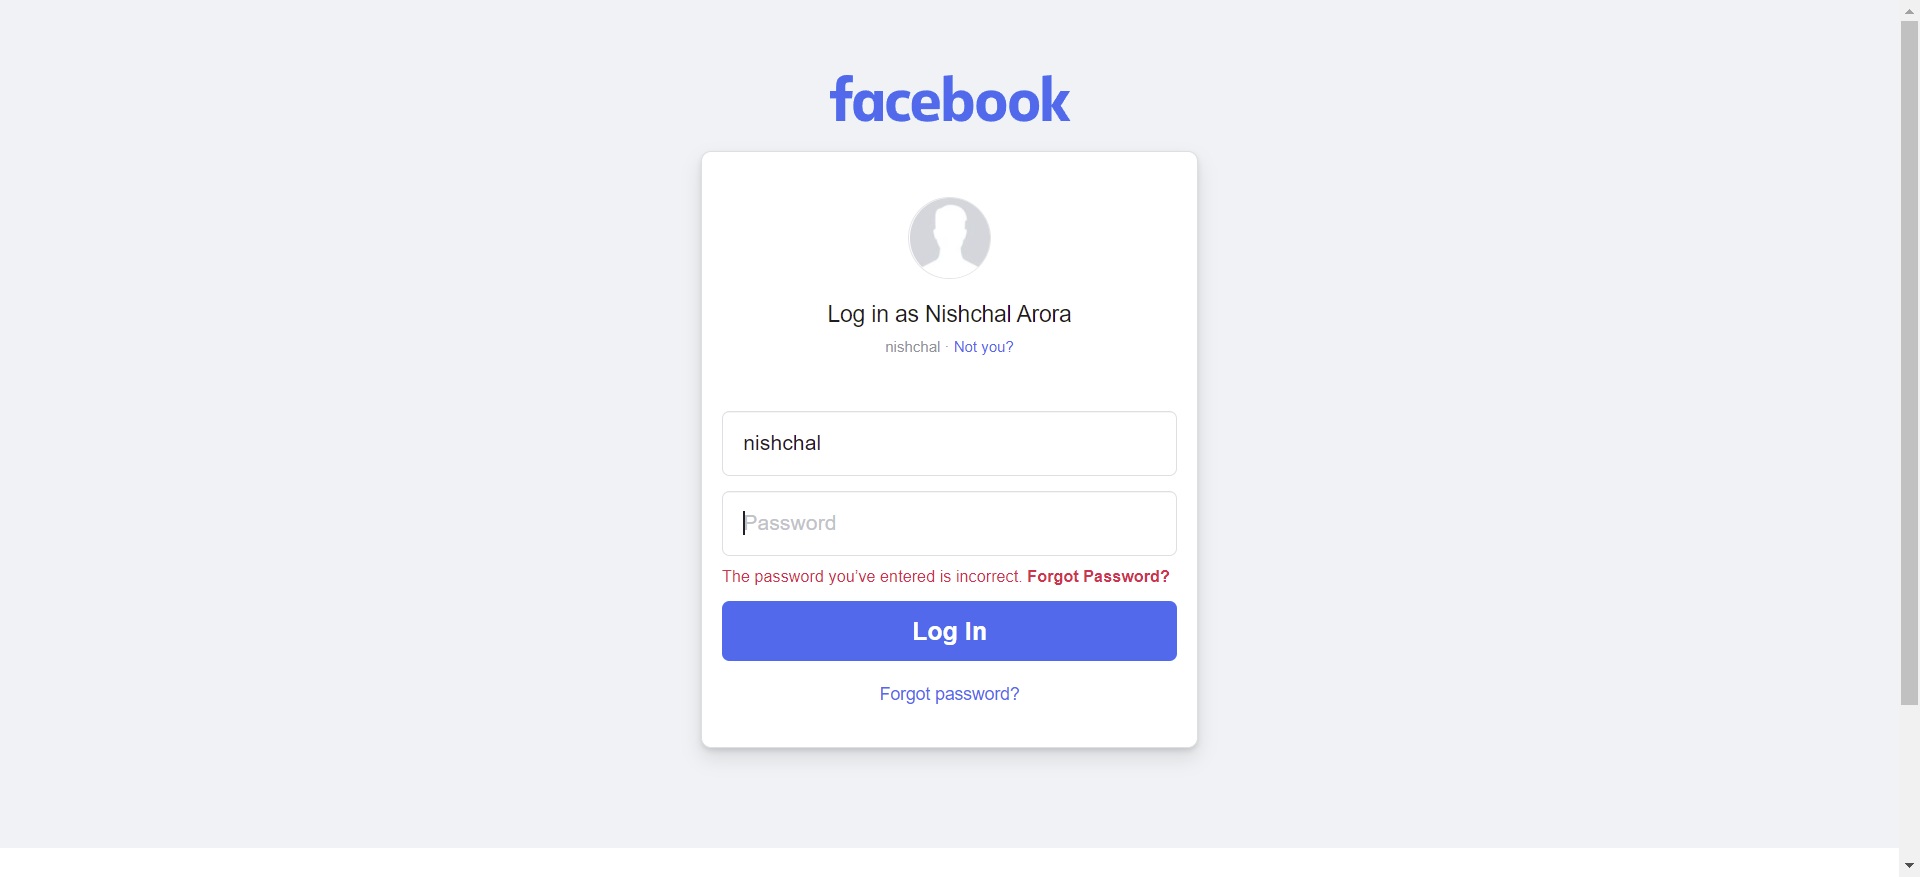 facebook
Log in as Nishchal Arora
nishchal · Not you?
nishchal
Password
The password you’ve entered is incorrect. Forgot Password?
Log In
Forgot password?